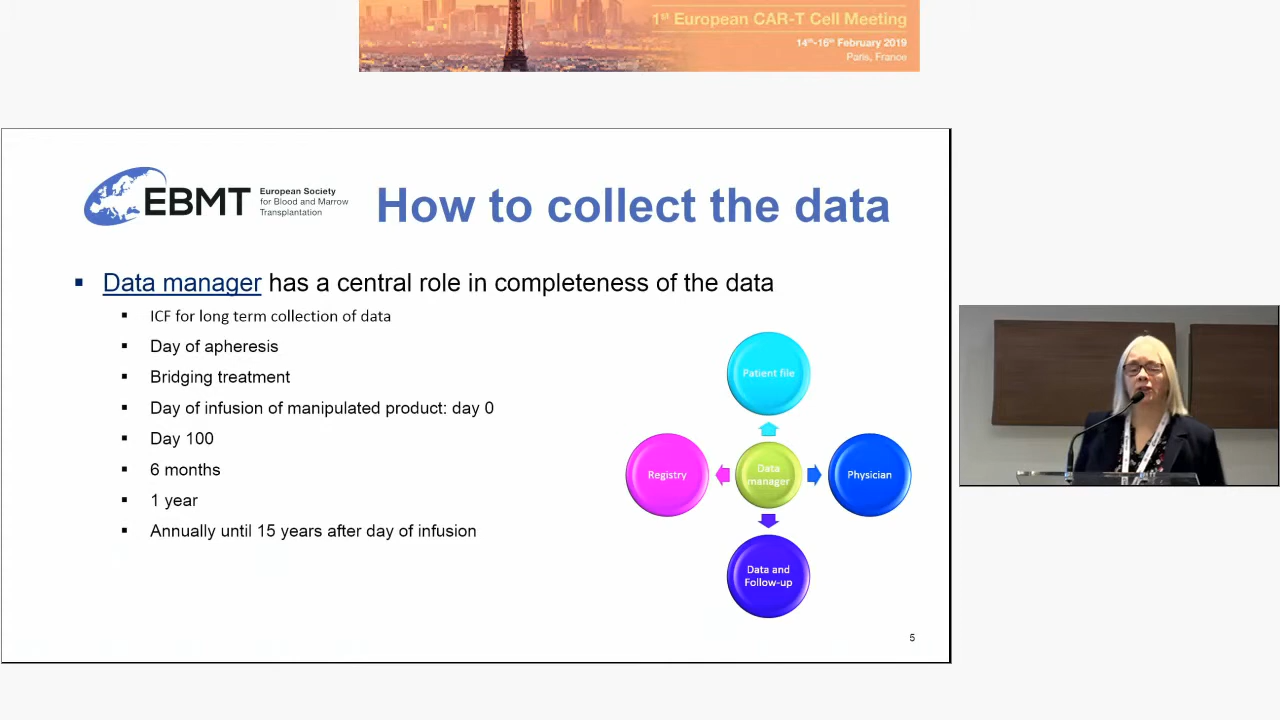 1st European CAR-T Cell Meeting
14th-16th February 2019
Paris, France
EBMT
European Society
for Blood and Marrow
Transplantation
How to collect the data
Data manager has a central role in completeness of the data
ICF for long term collection of data
Day of apheresis
Bridging treatment
Day of infusion of manipulated product: day 0
Day 100
6 months
1 year
Annually until 15 years after day of infusion
Patient file
Registry
Data
manager
Physician
Data and
Follow-up
5